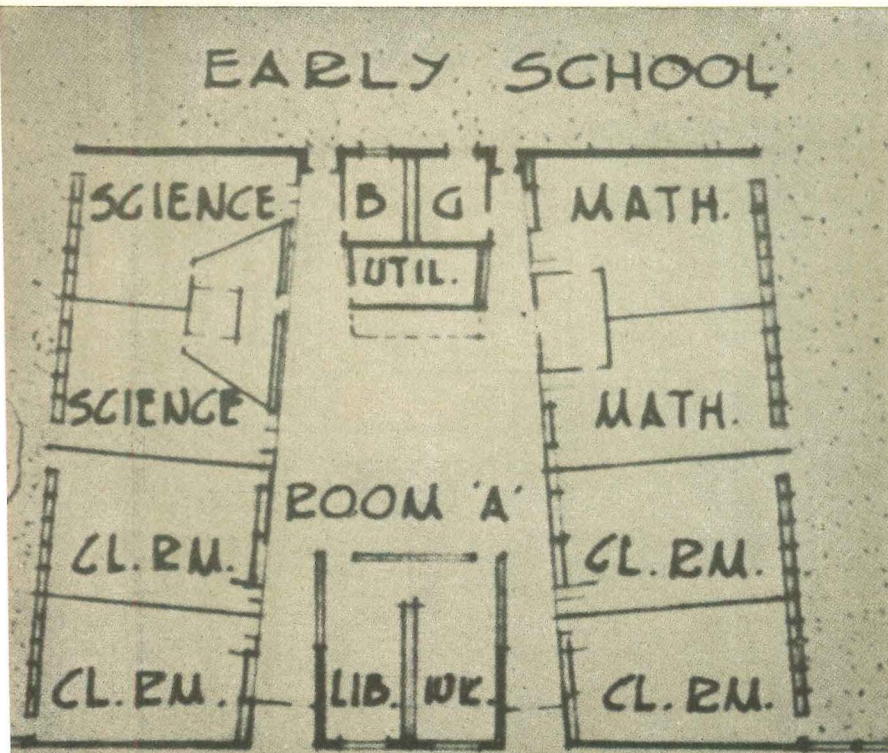 EARLY SCHOOL
SCIENCE B G MATH.
UTIL.
SCIENCE MATH.
ROOM 'A'
CL. RM. CL. RM.
CL. RM. LIB. WK. CL. RM.